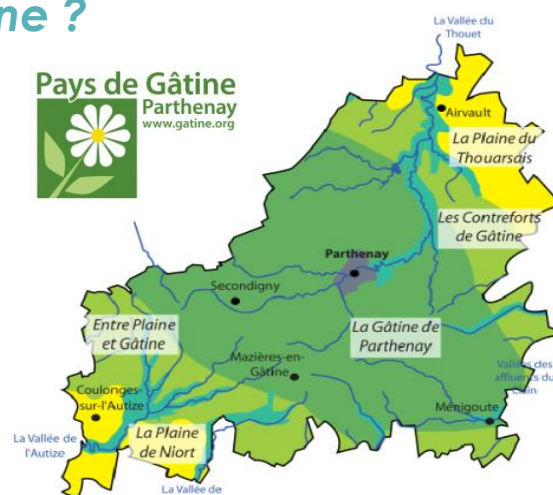 ne ?
La Vallée du
Thouet
Pays de Gâtine
Parthenay
www.gatine.org
Airvault
La Plaine du
Thouarsais
Les Contreforts
de Gâtine
Parthenay
Secondigny
Entre Plaine
et Gâtine
La Gâtine de
Parthenay
Mazières-en-
Gâtine
Vallées des
affluents du
Clain
Coulonges-
sur-l'Autize
Ménigoute
La Vallée de
l'Autize
La Plaine
de Niort
La Vallée de